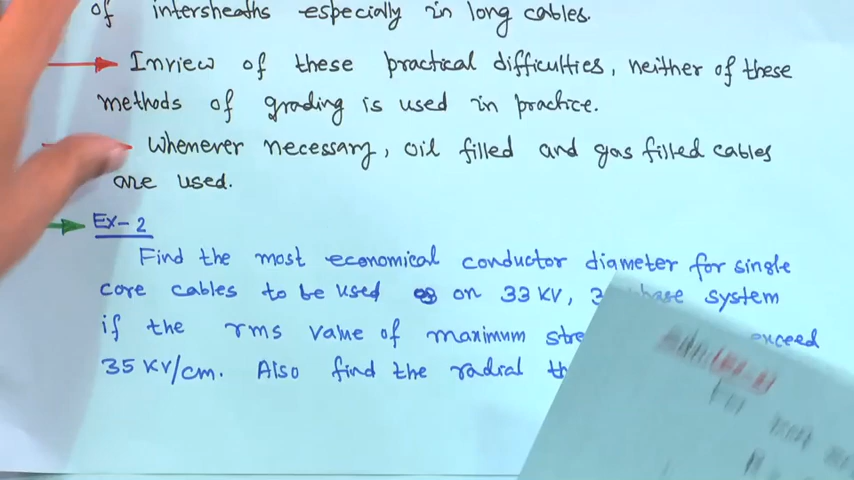 of intersheaths especially in long cables.
Inview of these practical difficulties, neither of these
methods of grading is used in practice.
Whenever necessary, oil filled and gas filled cables
are used.
Ex-2
Find the most economical conductor diameter for single
core cables to be used on 33 KV, system
if the rms value of maximum exceed
35 KV/cm. Also find the radial